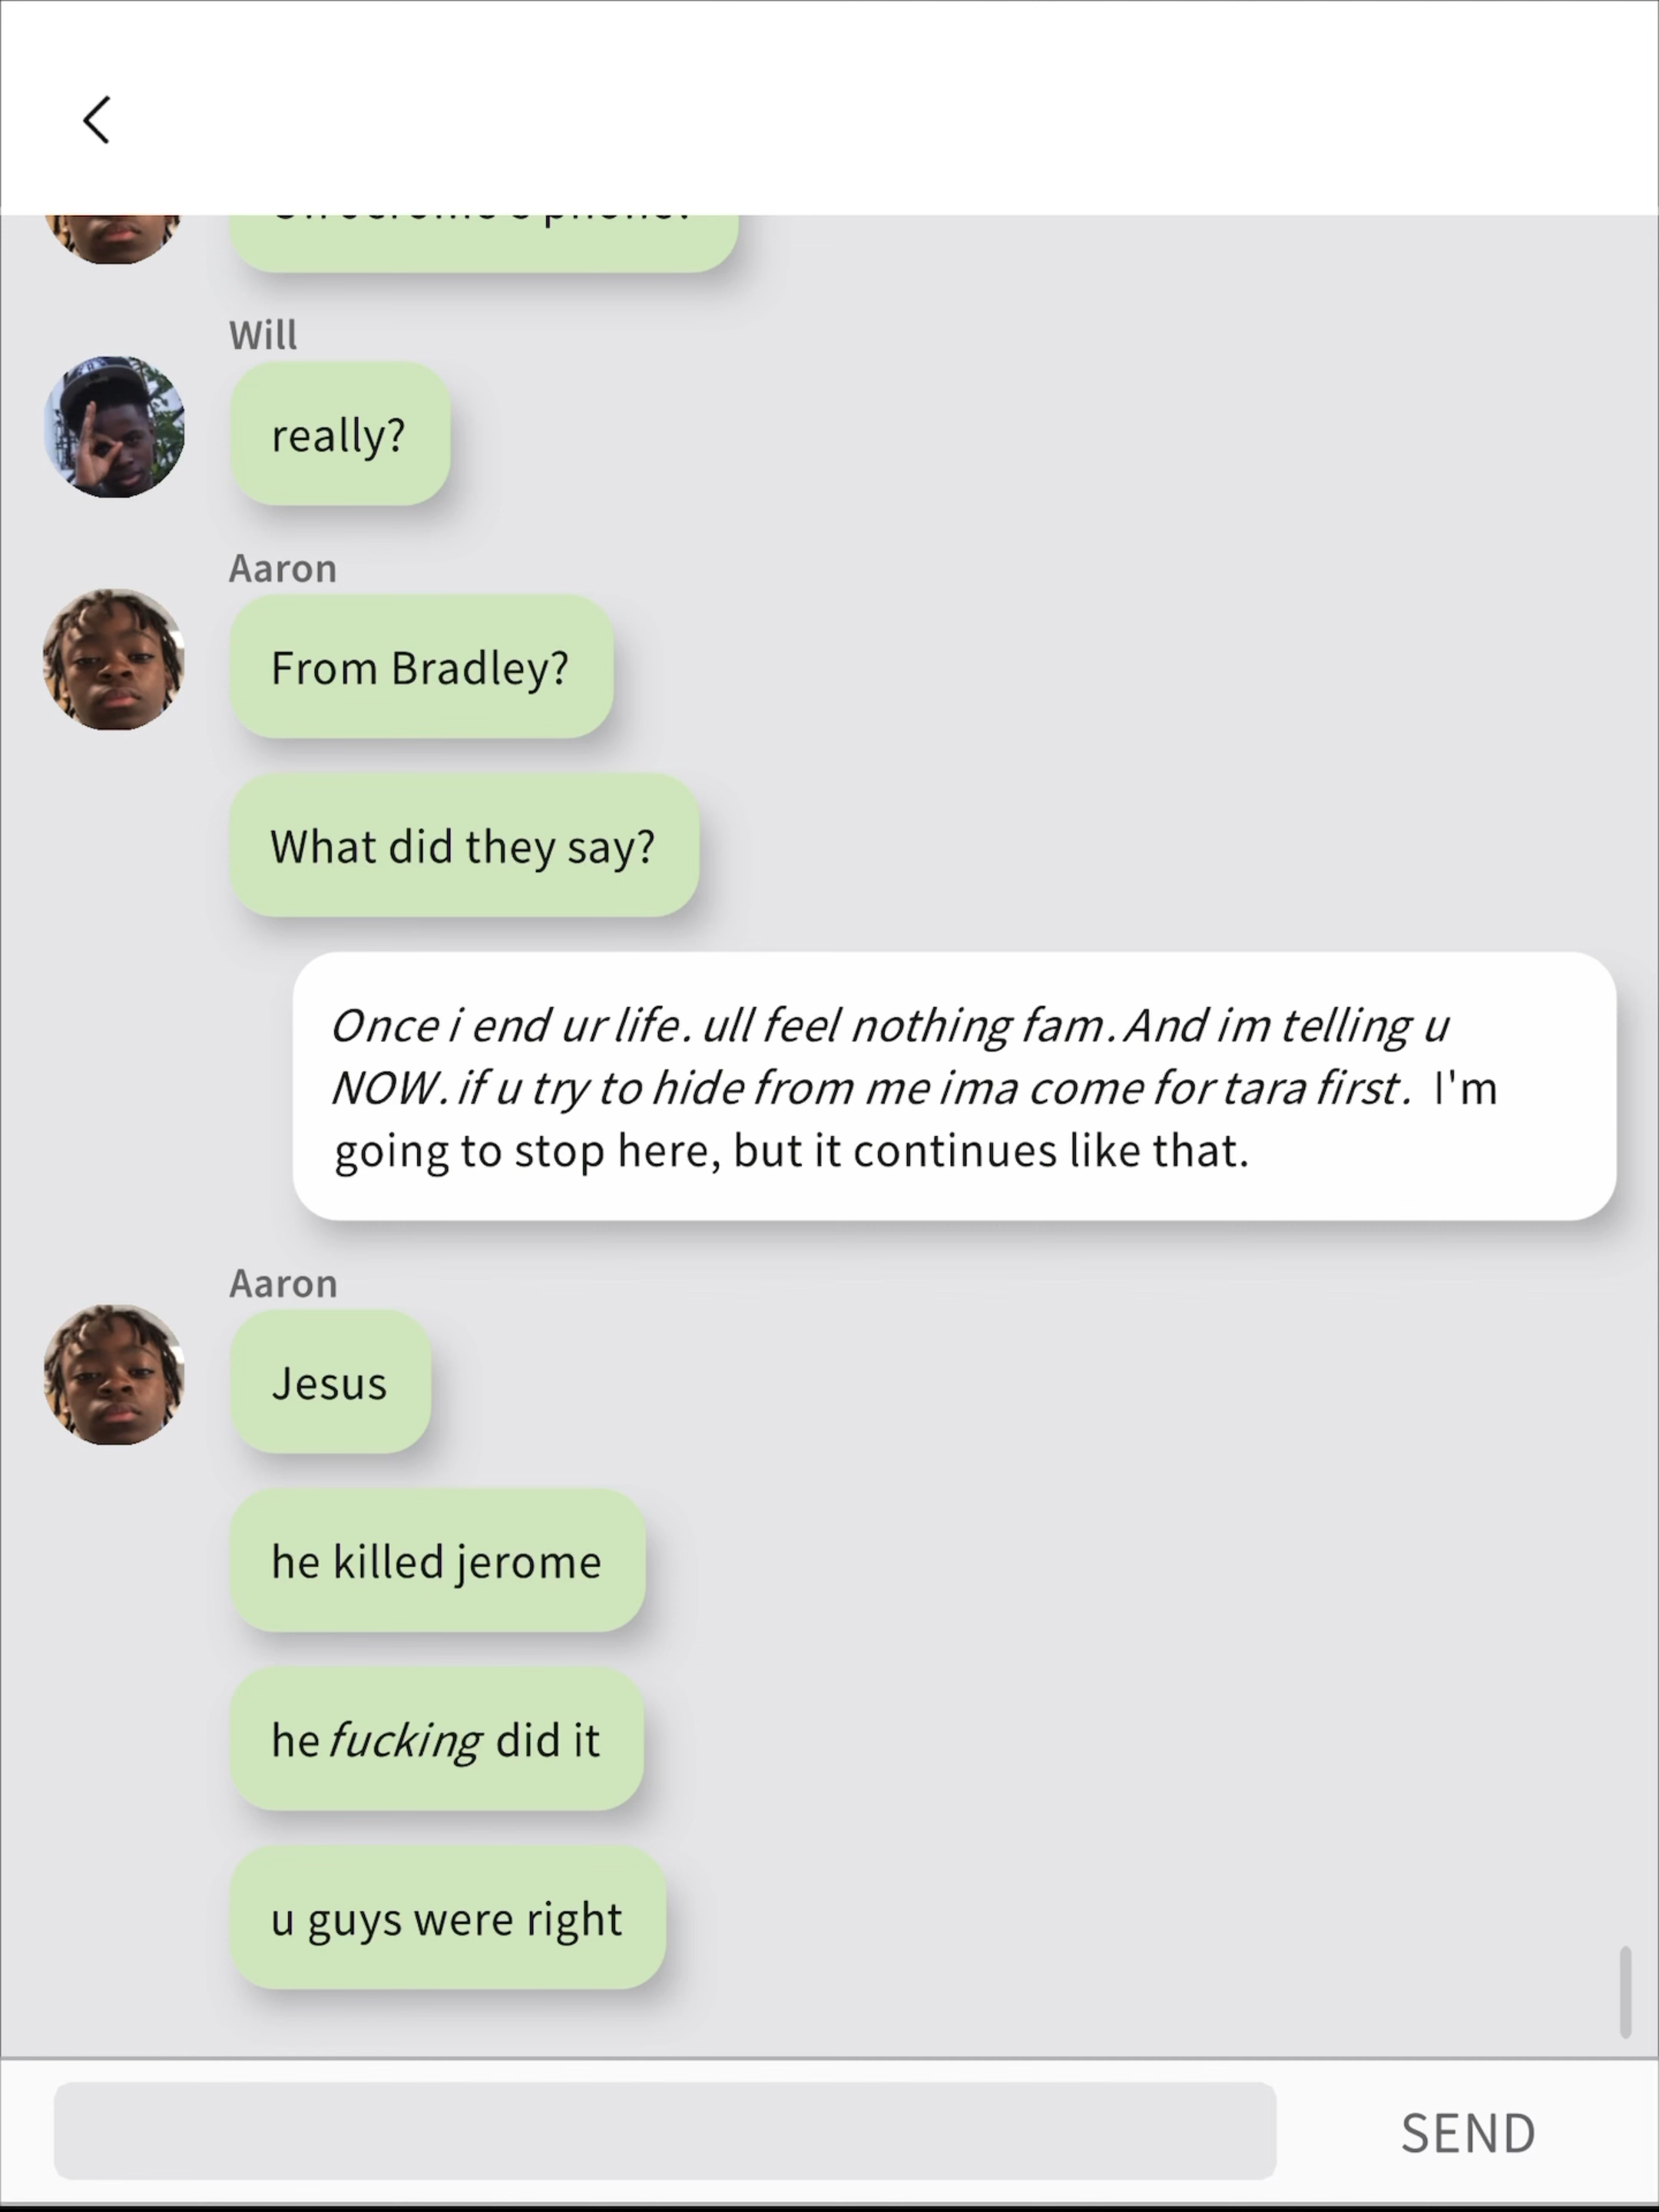 phone?
Will
really?
Aaron
From Bradley?
What did they say?
Once i end ur life. ull feel nothing fam. And im telling u
NOW. if u try to hide from me ima come for tara first. I'm
going to stop here, but it continues like that.
Aaron
Jesus
he killed jerome
he fucking did it
u guys were right
SEND